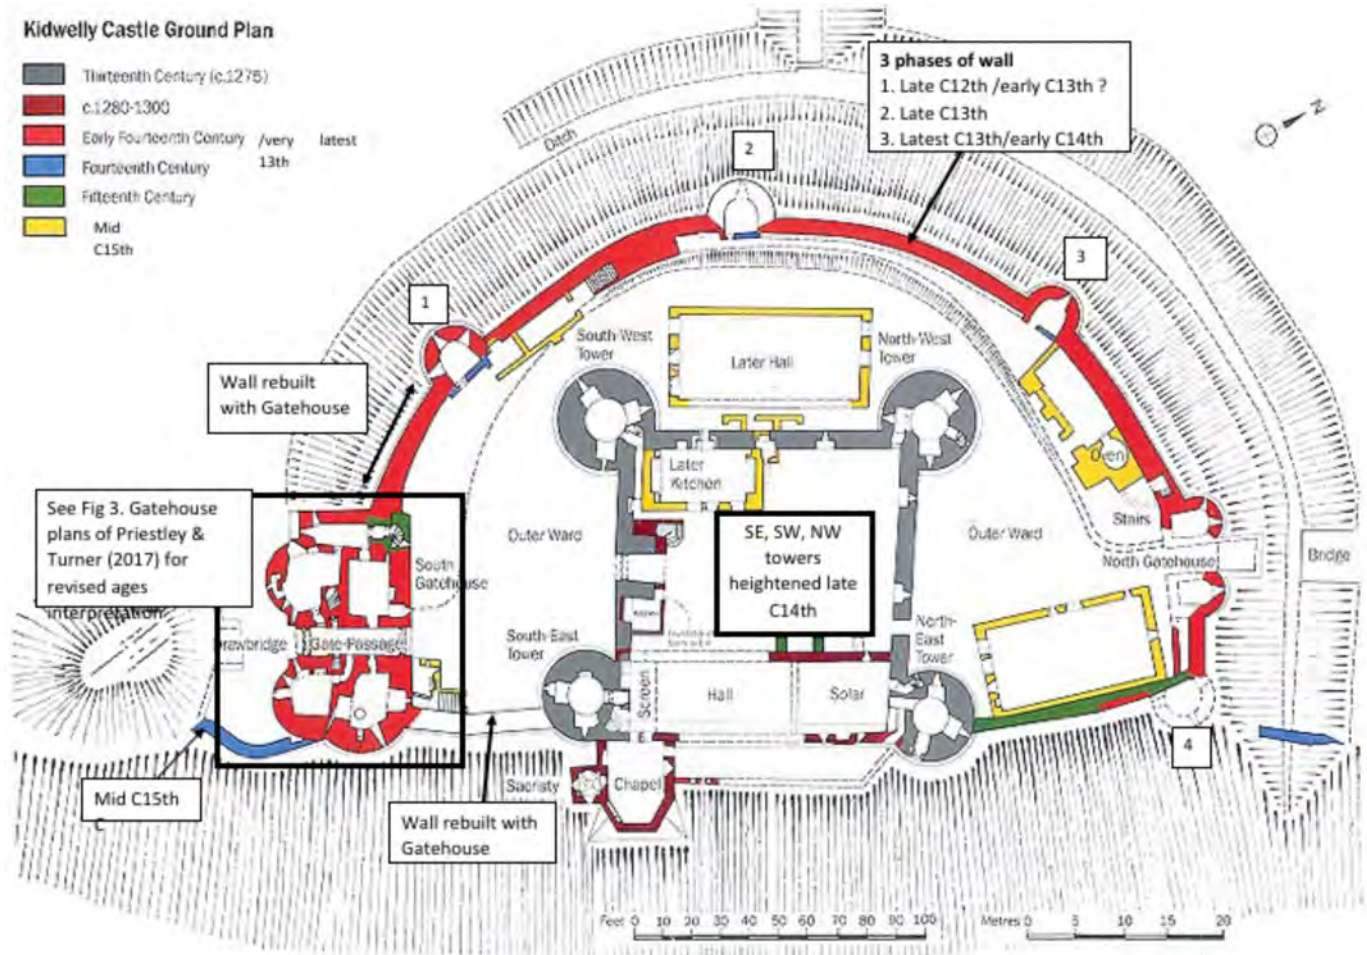 Kidwelly Castle Ground Plan
Thirteenth Century (c.1275)
c.1280-1300
Early Fourteenth Century /very latest
13th
Fourteenth Century
Fifteenth Century
Mid
C15th
3 phases of wall
1. Late C12th /early C13th ?
2. Late C13th
3. Latest C13th/early C14th
N
Ditch
2
3
1
South-West
Tower
North-West
Tower
Later Hall
Wall rebuilt
with Gatehouse
Later
Kitchen
Oven
See Fig 3. Gatehouse
plans of Priestley &
Turner (2017) for
revised ages
interpretation
Outer Ward
SE, SW, NW
towers
heightened late
C14th
Outer Ward
Stairs
North Gatehouse
Bridge
South
Gatehouse
rawbridge
Gate-Passage
South-East
Tower
North-
East
Tower
Screen
Hall
Solar
4
Mid C15th
C
Sacristy
Chapel
Wall rebuilt with
Gatehouse
Feet 0 10 20 30 40 50 60 70 80 90 100
Metres 0 5 10 15 20